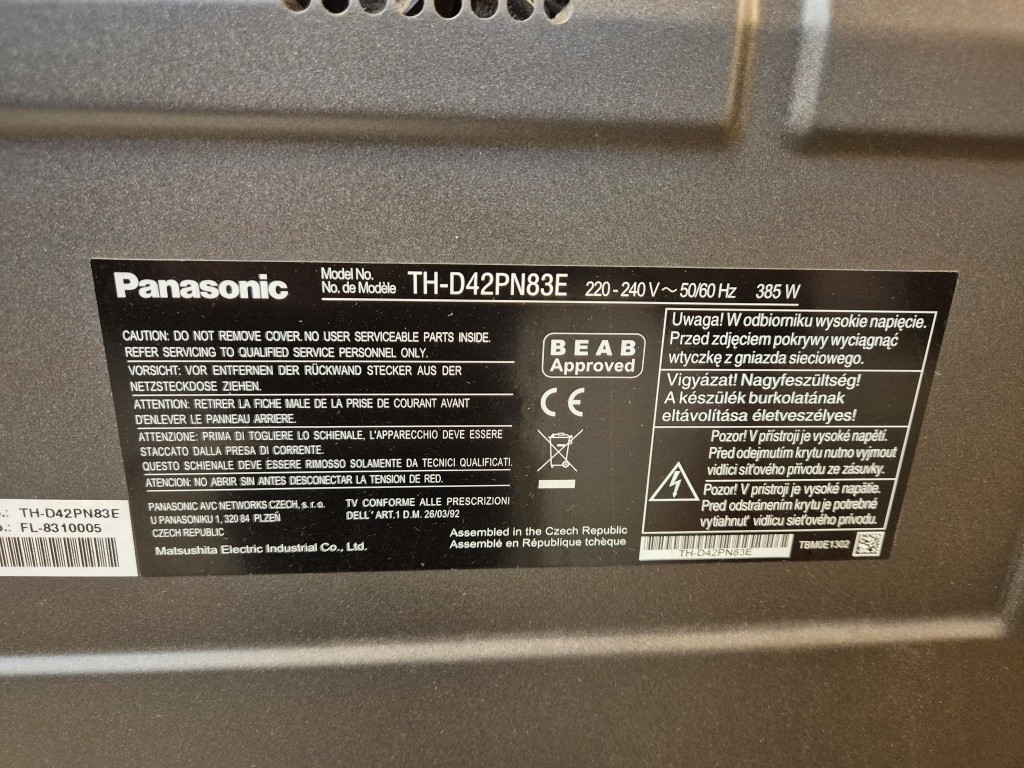 Panasonic
Model No.
No. de Modèle
TH-D42PN83E
220 - 240 V ~ 50/60 Hz 385 W
CAUTION: DO NOT REMOVE COVER. NO USER SERVICEABLE PARTS INSIDE.
REFER SERVICING TO QUALIFIED SERVICE PERSONNEL ONLY.
VORSICHT: VOR ENTFERNEN DER RÜCKWAND STECKER AUS DER
NETZSTECKDOSE ZIEHEN.
ATTENTION: RETIRER LA FICHE MALE DE LA PRISE DE COURANT AVANT
D'ENLEVER LE PANNEAU ARRIERE.
ATTENZIONE: PRIMA DI TOGLIERE LO SCHIENALE, L'APPARECCHIO DEVE ESSERE
STACCATO DALLA PRESA DI CORRENTE.
QUESTO SCHIENALE DEVE ESSERE RIMOSSO SOLAMENTE DA TECNICI QUALIFICATI.
ATENCION: NO ABRIR SIN ANTES DESCONECTAR LA TENSION DE RED.
PANASONIC AVC NETWORKS CZECH, s. r. o.
U PANASONIKU 1, 320 84 PLZEŇ
CZECH REPUBLIC
Matsushita Electric Industrial Co., Ltd.
TV CONFORME ALLE PRESCRIZIONI
DELL' ART.1 D.M. 26/03/92
BEAB
Approved
CE
Assembled in the Czech Republic
Assemblé en République tchèque
Uwaga! W odbiorniku wysokie napięcie.
Przed zdjęciem pokrywy wyciągnąć
wtyczkę z gniazda sieciowego.
Vigyázat! Nagyfeszültség!
A készülék burkolatának
eltávolítása életveszélyes!
Pozor! V přístroji je vysoké napětí.
Před odejmutím krytu nutno vyjmout
vidlici síťového přívodu ze zásuvky.
Pozor! V prístroji je vysoké napätie.
Pred odstránením krytu je potrebné
vytiahnuť vidlicu sieťového prívodu.
TH-D42PN83E
TBM0E1302
.: TH-D42PN83E
.: FL-8310005